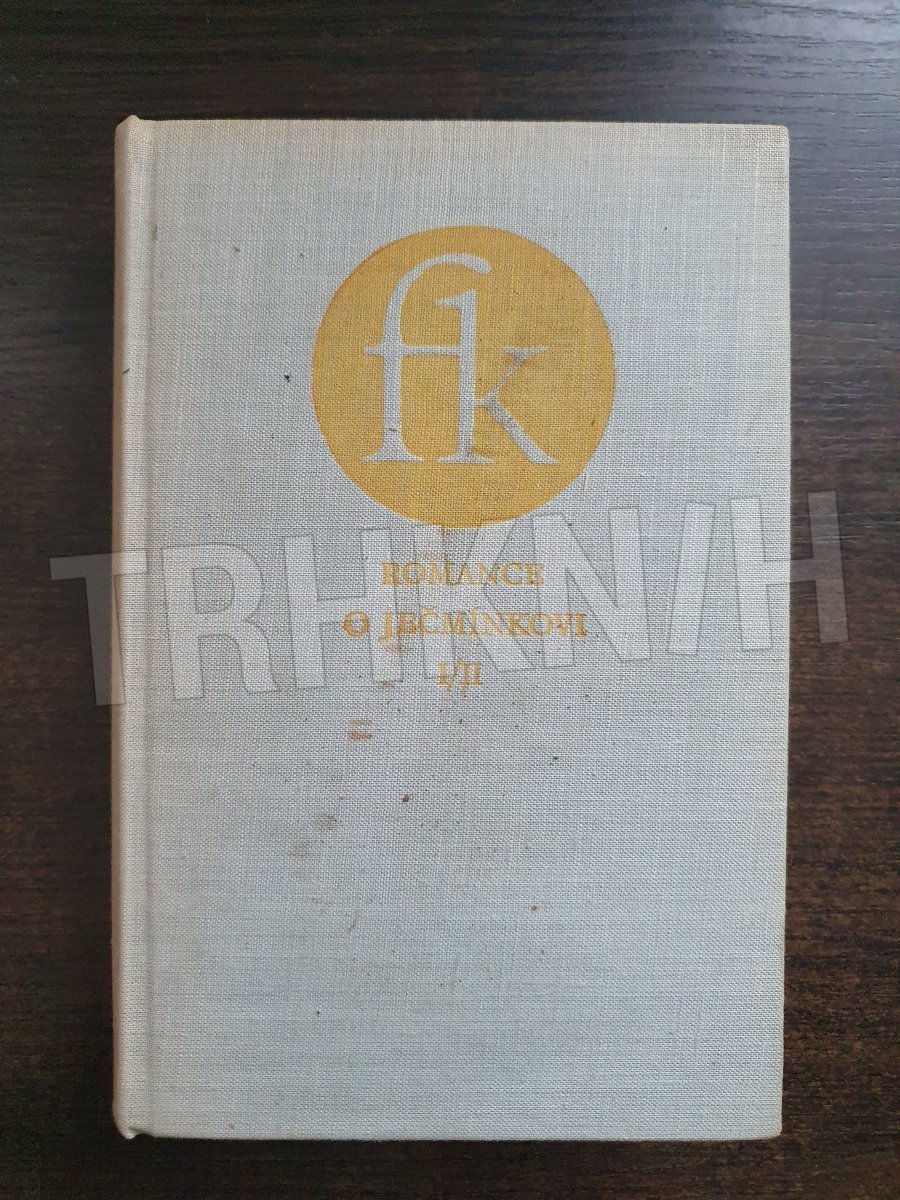 fk
ROMANCE
O JEČMÍNKOVI
I/II
TRHKNIH